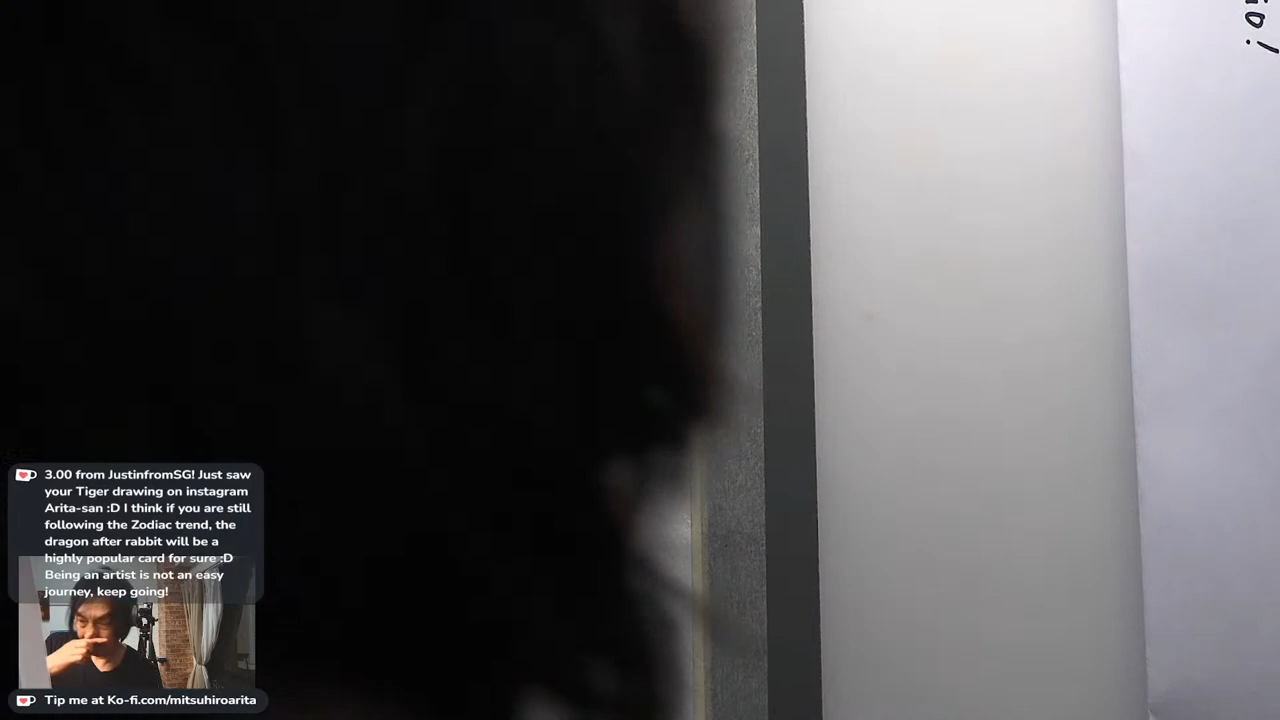 io!
3.00 from JustinfromSG! Just saw
your Tiger drawing on instagram
Arita-san :D I think if you are still
following the Zodiac trend, the
dragon after rabbit will be a
highly popular card for sure :D
Being an artist is not an easy
journey, keep going!
Tip me at Ko-fi.com/mitsuhiroarita